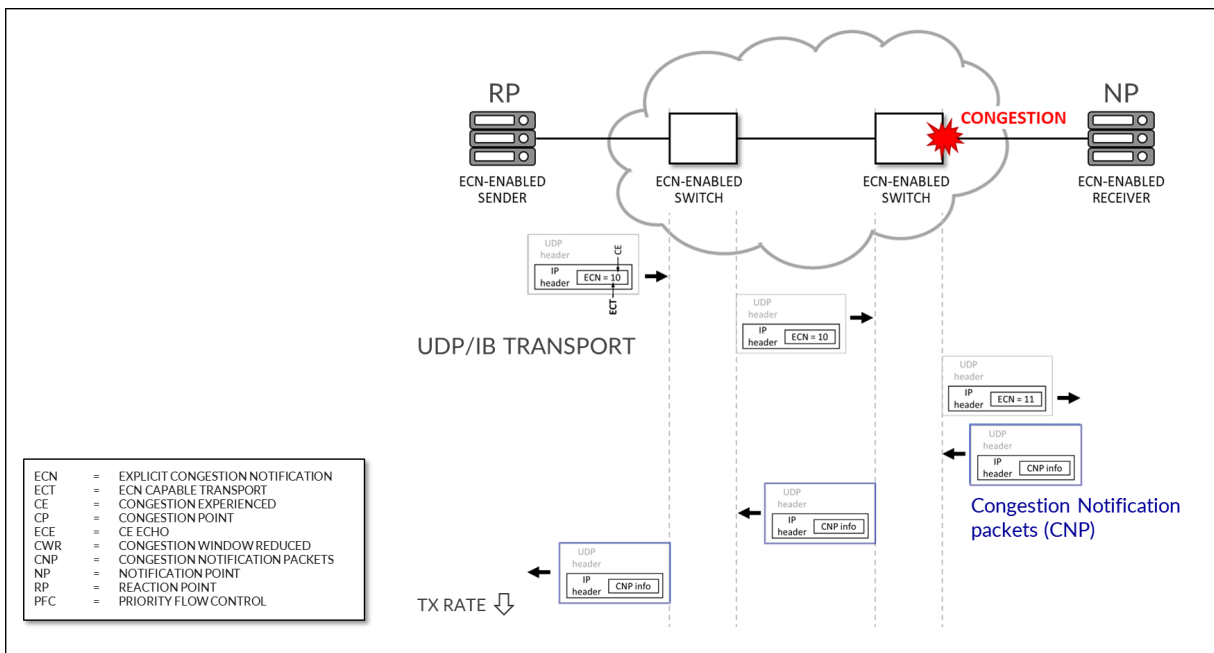 RP
NP
CONGESTION
ECN-ENABLED
SENDER
ECN-ENABLED
SWITCH
ECN-ENABLED
SWITCH
ECN-ENABLED
RECEIVER
UDP
header
CE
IP
header
ECN = 10
ECT
UDP
header
IP
header
ECN = 10
UDP/IB TRANSPORT
UDP
header
IP
header
ECN = 11
UDP
header
IP
header
CNP info
Congestion Notification
packets (CNP)
UDP
header
IP
header
CNP info
UDP
header
IP
header
CNP info
TX RATE
ECN = EXPLICIT CONGESTION NOTIFICATION
ECT = ECN CAPABLE TRANSPORT
CE = CONGESTION EXPERIENCED
CP = CONGESTION POINT
ECE = CE ECHO
CWR = CONGESTION WINDOW REDUCED
CNP = CONGESTION NOTIFICATION PACKETS
NP = NOTIFICATION POINT
RP = REACTION POINT
PFC = PRIORITY FLOW CONTROL